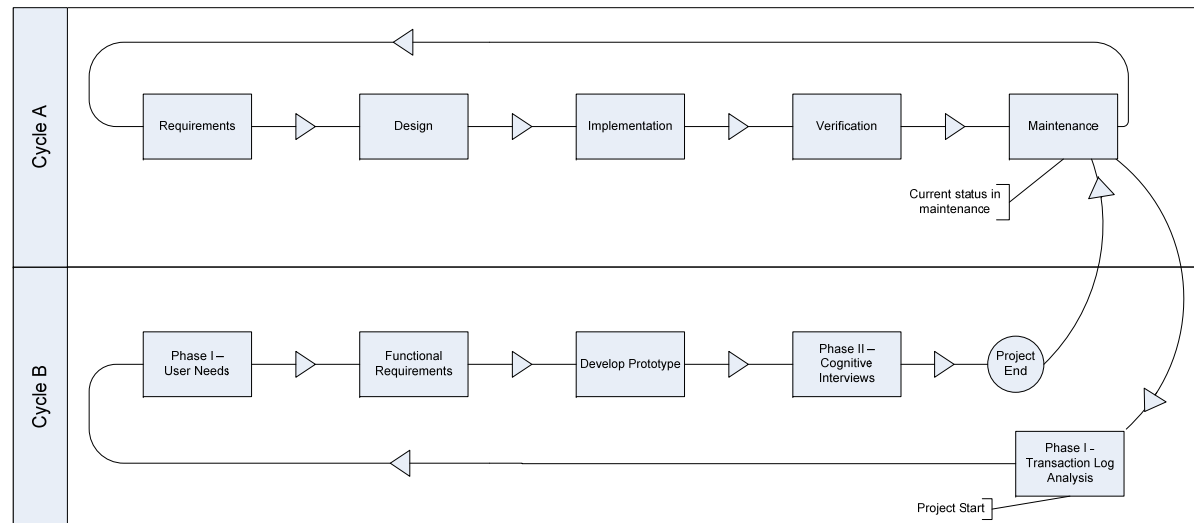 Cycle A
Requirements
Design
Implementation
Verification
Maintenance
Current status in
maintenance
Cycle B
Phase I –
User Needs
Functional
Requirements
Develop Prototype
Phase II –
Cognitive
Interviews
Project
End
Phase I -
Transaction Log
Analysis
Project Start